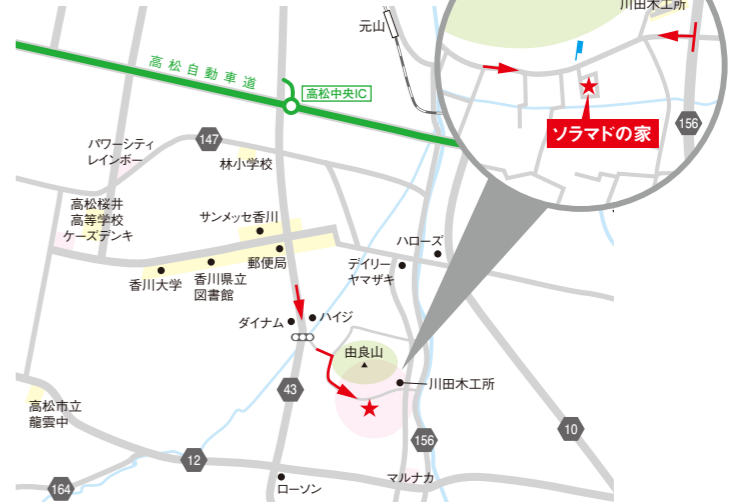 川田木工所
元山
高松自動車道
高松中央IC
156
ソラマドの家
147
パワーシティ
レインボー
林小学校
高松桜井
高等学校
ケーズデンキ
サンメッセ香川
郵便局
ハローズ
デイリー
ヤマザキ
香川大学
香川県立
図書館
ダイナム
ハイジ
由良山
川田木工所
43
高松市立
龍雲中
156
10
12
164
ローソン
マルナカ